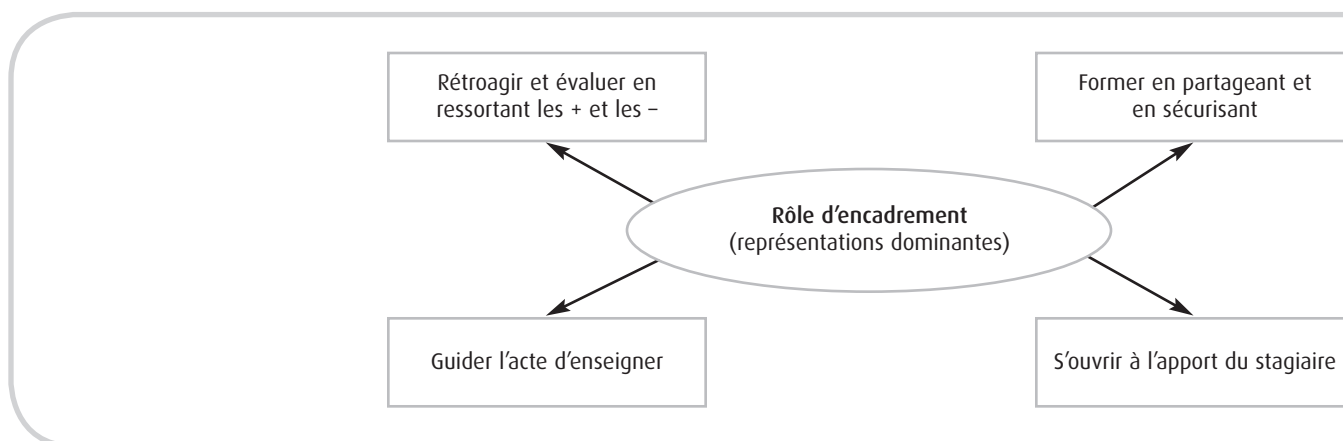 Rétroagir et évaluer en
ressortant les + et les –
Former en partageant et
en sécurisant
Rôle d'encadrement
(représentations dominantes)
Guider l'acte d'enseigner
S'ouvrir à l'apport du stagiaire